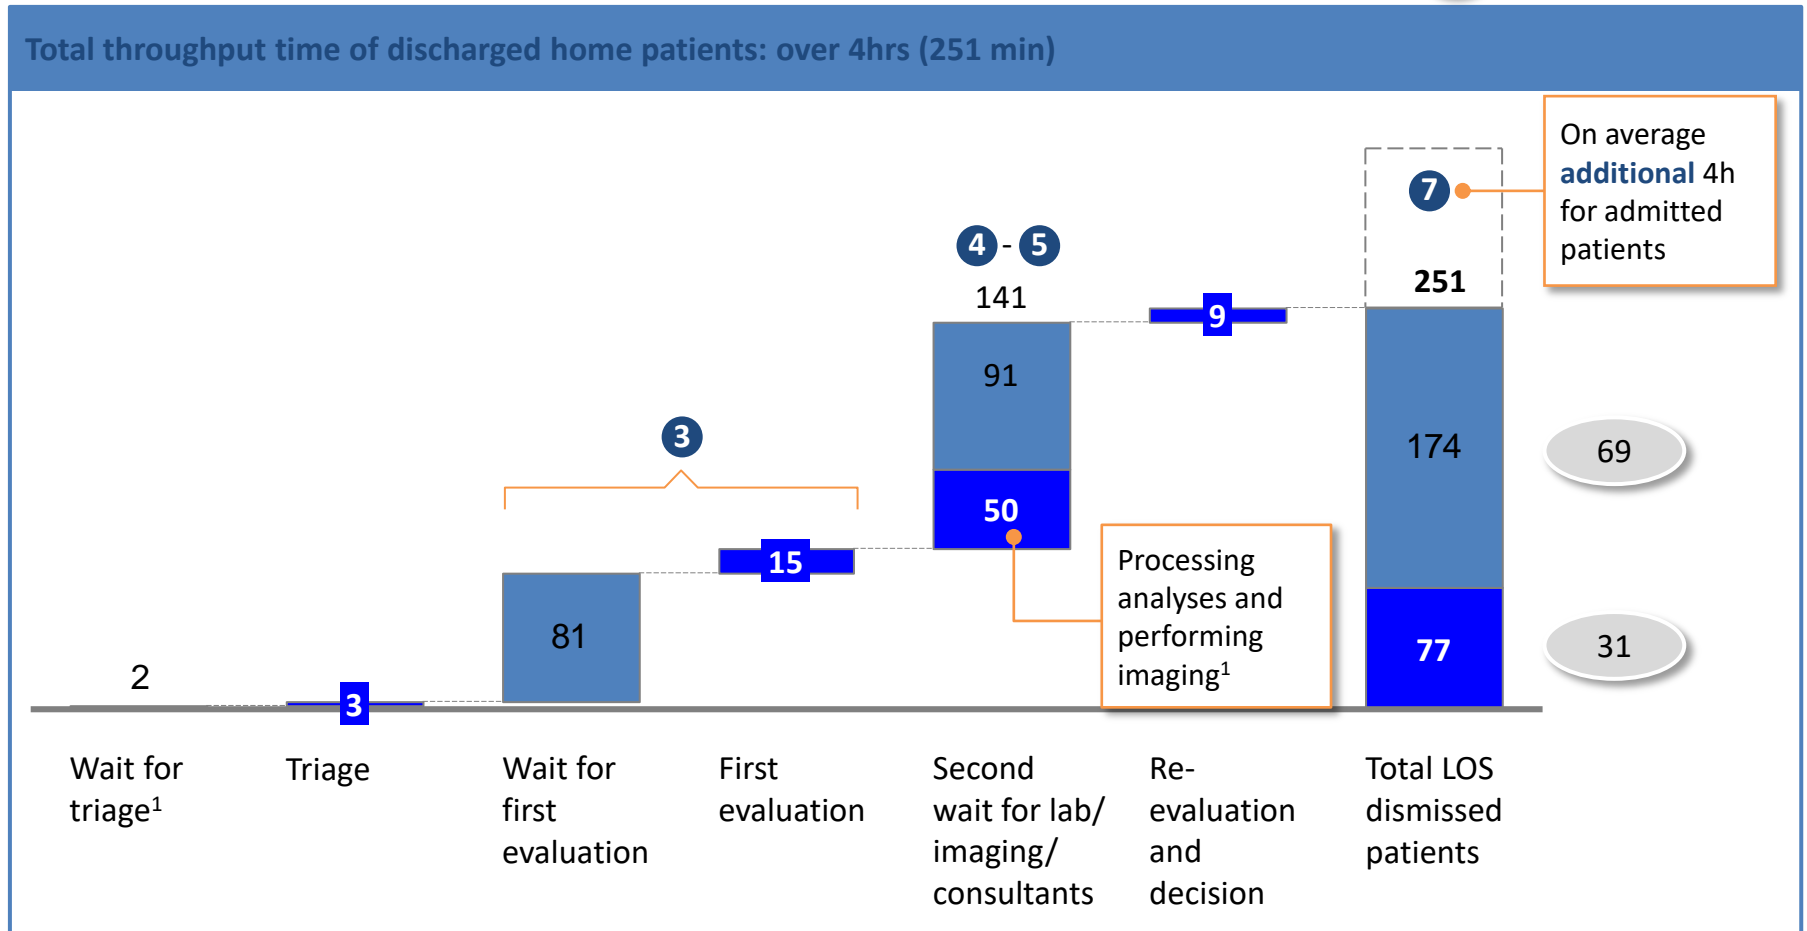 Total throughput time of discharged home patients: over 4hrs (251 min)
On average
additional 4h
for admitted
patients
7
4 - 5
251
141
9
91
3
174
69
50
15
Processing
analyses and
performing
imaging1
81
77
31
2
3
Wait for
triage1
Triage
Wait for
first
evaluation
First
evaluation
Second
wait for lab/
imaging/
consultants
Re-
evaluation
and
decision
Total LOS
dismissed
patients